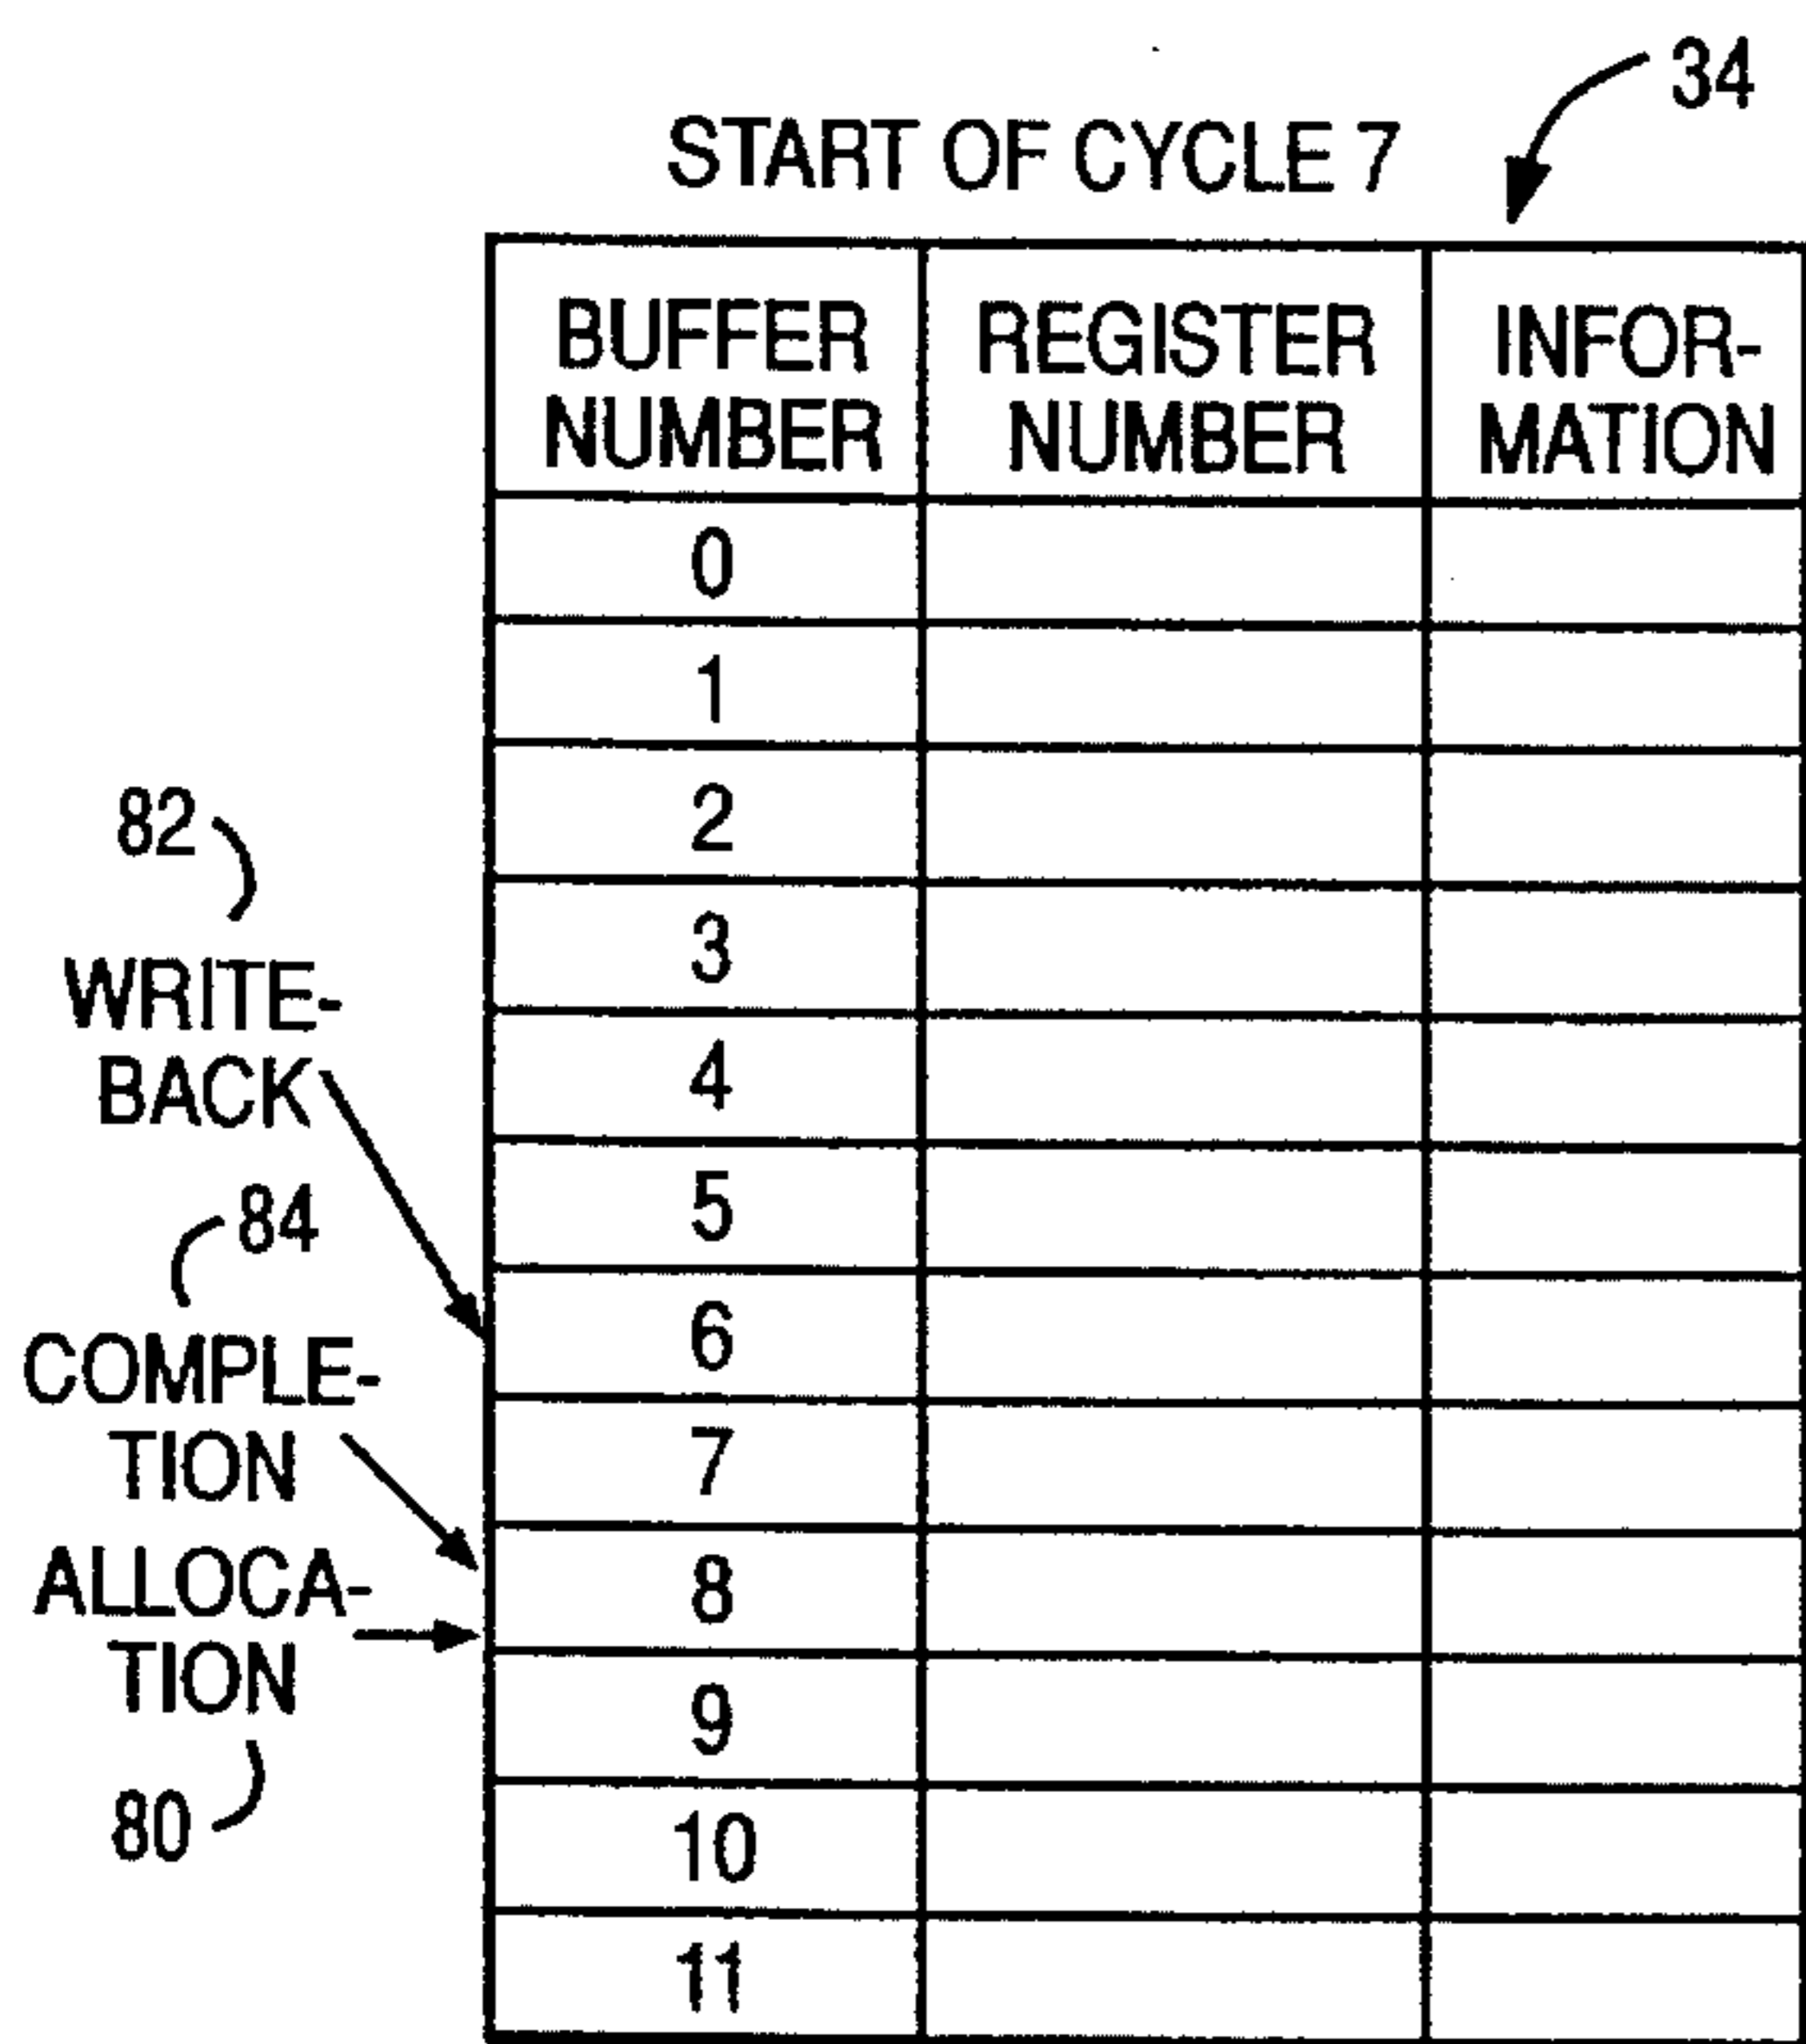 34
START OF CYCLE 7
BUFFER NUMBER
REGISTER NUMBER
INFOR-
MATION
0
1
2
3
4
5
6
7
8
9
10
11
82
WRITE-
BACK
84
COMPLE-
TION
ALLOCA-
TION
80